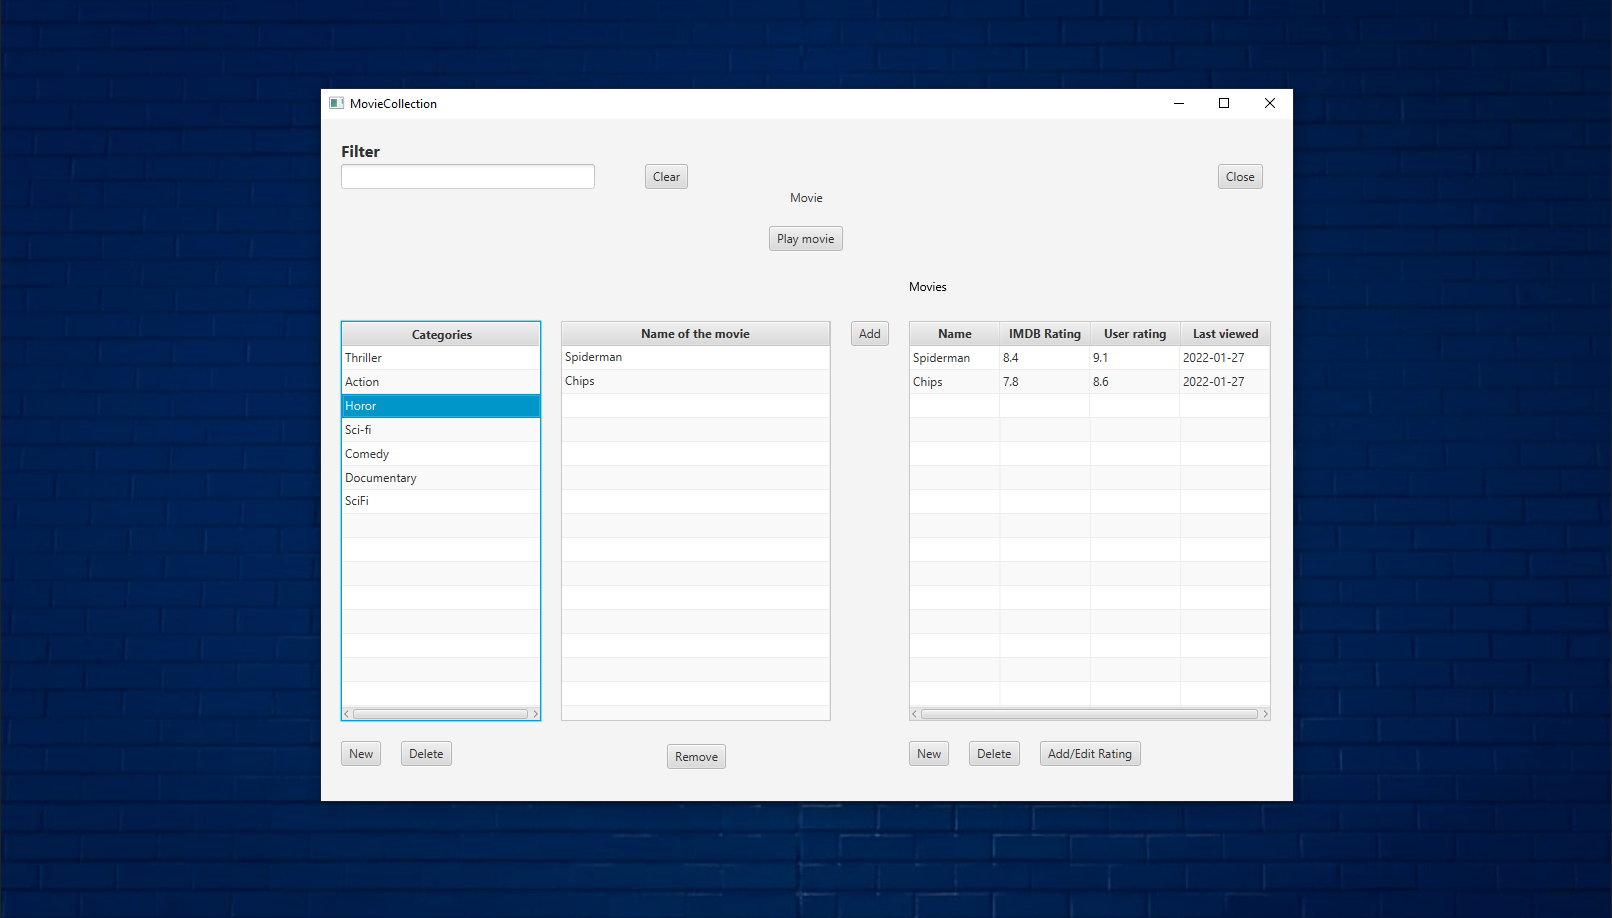 MovieCollection
Filter
Clear
Close
Movie
Play movie
Movies
Categories
Thriller
Action
Horor
Sci-fi
Comedy
Documentary
SciFi
Name of the movie
Spiderman
Chips
Add
Name IMDB Rating User rating Last viewed
Spiderman 8.4 9.1 2022-01-27
Chips 7.8 8.6 2022-01-27
New Delete
Remove
New Delete Add/Edit Rating